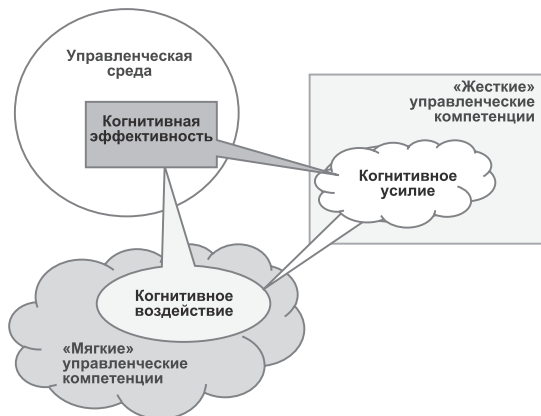 Управленческая
среда
Когнитивная
эффективность
«Жесткие»
управленческие
компетенции
Когнитивное
усилие
Когнитивное
воздействие
«Мягкие»
управленческие
компетенции